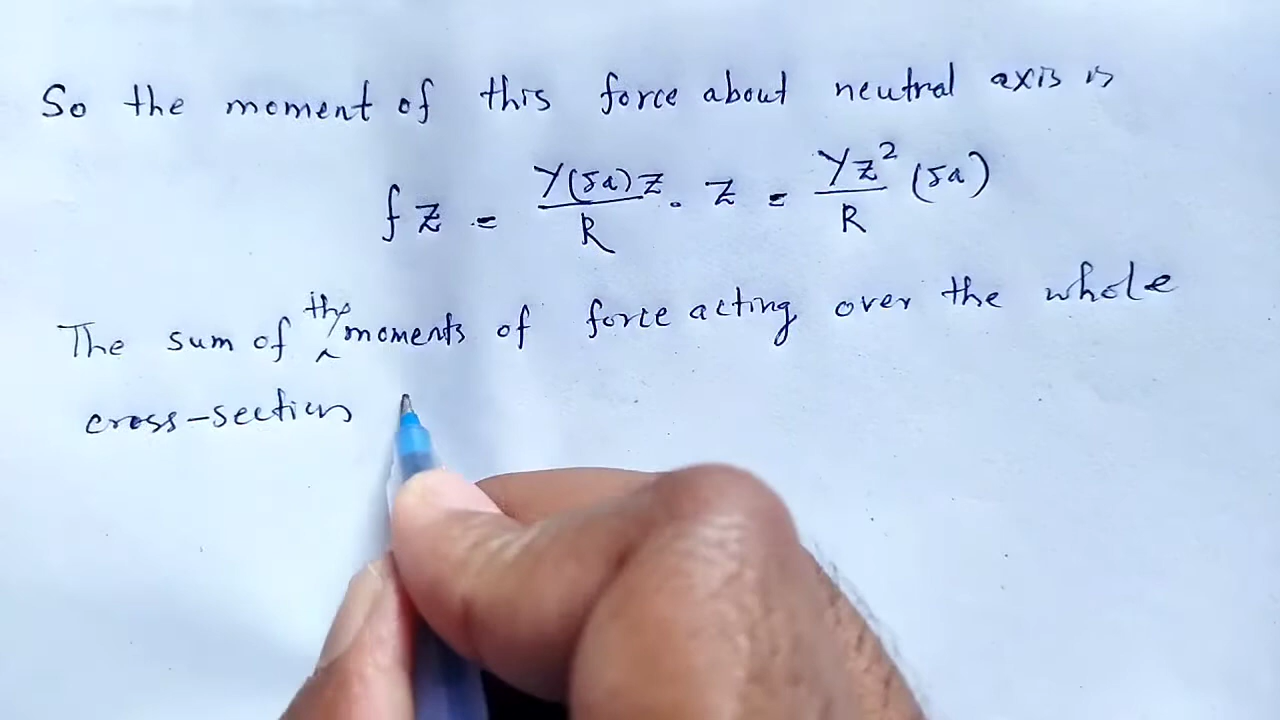 So the moment of this force about neutral axis is
fz = Y(δa)z/R . z = Yz²/R (δa)
The sum of the moments of force acting over the whole
cross-section